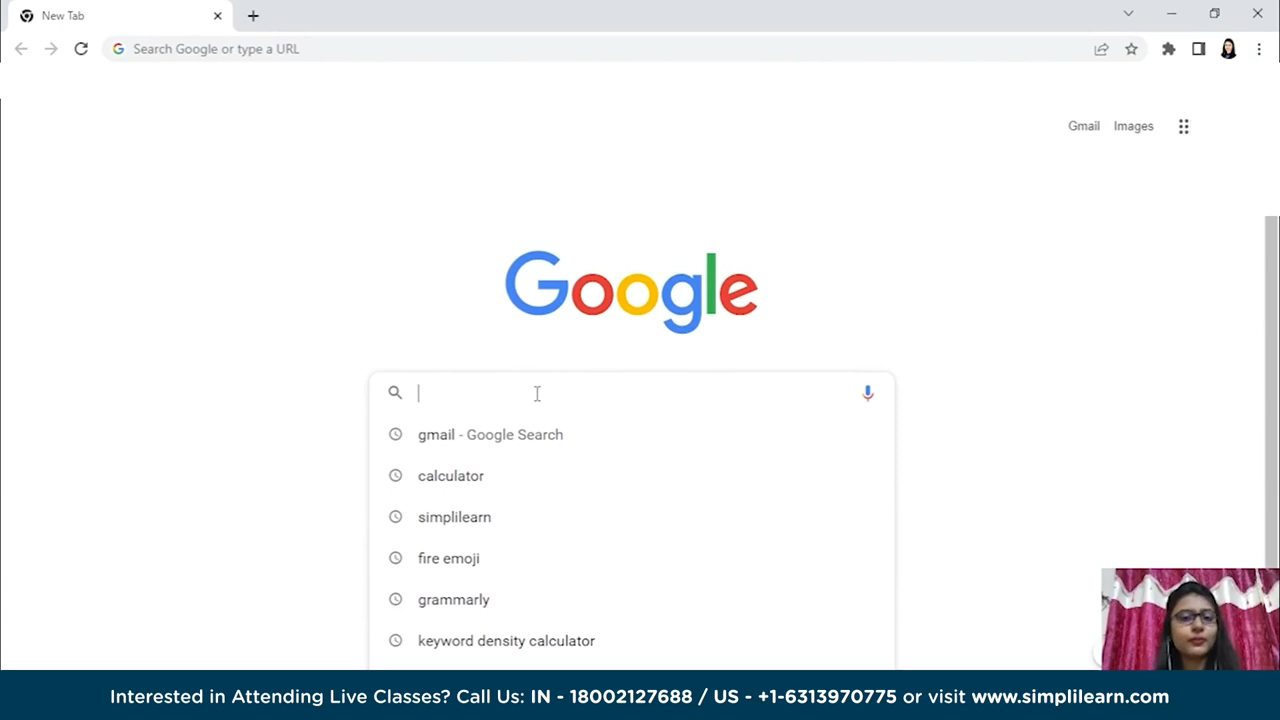 New Tab
Search Google or type a URL
Gmail Images
Google
gmail - Google Search
calculator
simplilearn
fire emoji
grammarly
keyword density calculator
Interested in Attending Live Classes? Call Us: IN - 18002127688 / US - +1-6313970775 or visit www.simplilearn.com